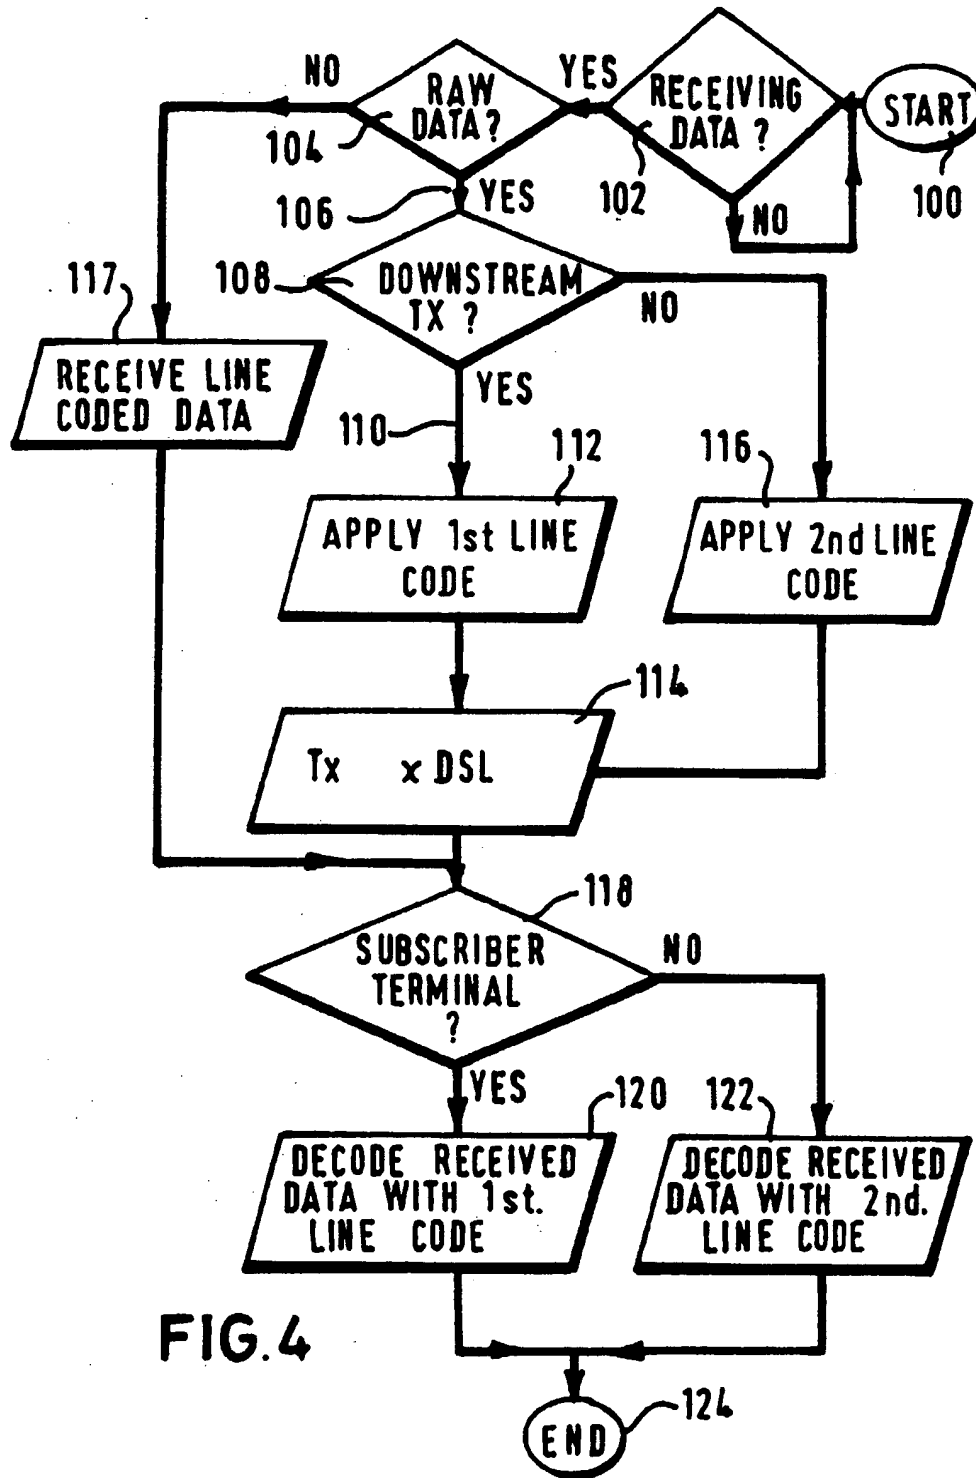 START
100
RECEIVING
DATA ?
102
NO
YES
RAW
DATA?
104
NO
106
YES
108
DOWNSTREAM
TX ?
NO
YES
117
RECEIVE LINE
CODED DATA
110
112
APPLY 1st LINE
CODE
116
APPLY 2nd LINE
CODE
114
Tx x DSL
118
SUBSCRIBER
TERMINAL
?
NO
YES
120
DECODE RECEIVED
DATA WITH 1st.
LINE CODE
122
DECODE RECEIVED
DATA WITH 2nd.
LINE CODE
FIG.4
END
124